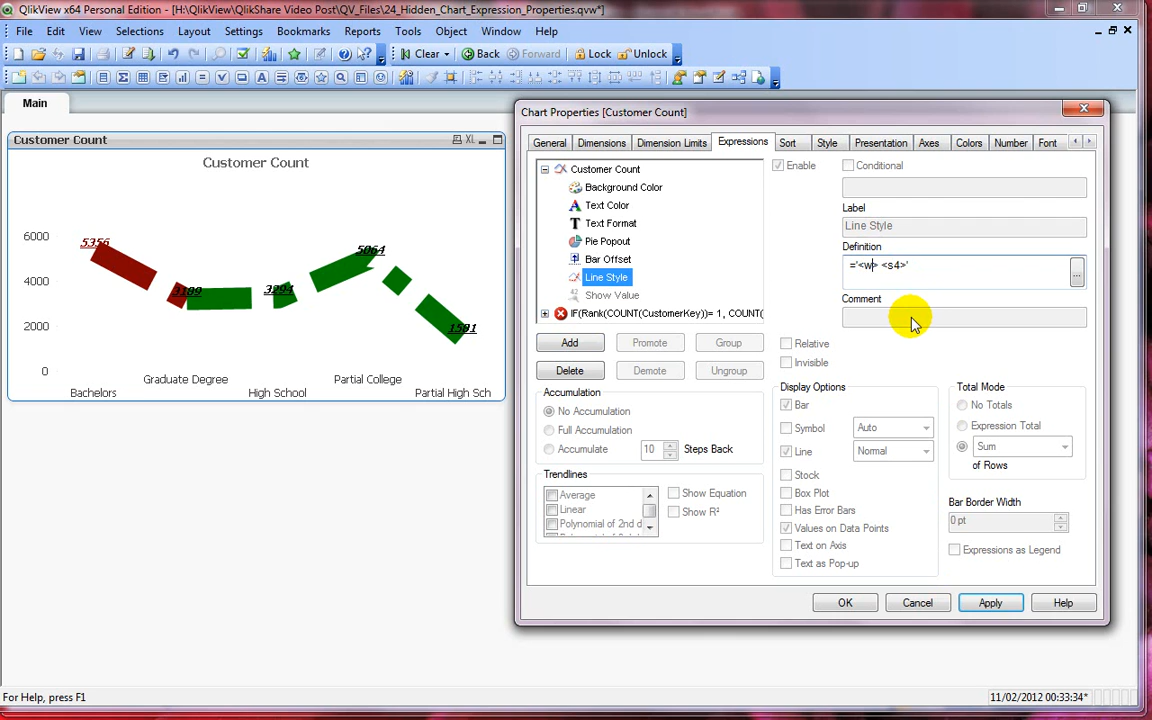 QlikView x64 Personal Edition - [H:\QlikView\QlikShare Video Post\QV_Files\24_Hidden_Chart_Expression_Properties.qvw*]
File Edit View Selections Layout Settings Bookmarks Reports Tools Object Window Help
Clear Back Forward Lock Unlock
Main
Customer Count XL
Customer Count
6000
4000
2000
0
5356
3189
3294
5064
1581
Bachelors
Graduate Degree
High School
Partial College
Partial High Sch
Chart Properties [Customer Count]
General Dimensions Dimension Limits Expressions Sort Style Presentation Axes Colors Number Font
Customer Count
Background Color
Text Color
Text Format
Pie Popout
Bar Offset
Line Style
Show Value
IF(Rank(COUNT(CustomerKey))= 1, COUNT(
Add Promote Group
Delete Demote Ungroup
Accumulation
No Accumulation
Full Accumulation
Accumulate 10 Steps Back
Trendlines
Average
Linear
Polynomial of 2nd d
Show Equation
Show R²
Enable Conditional
Label
Line Style
Definition
='<w> <s4>'
...
Comment
Relative
Invisible
Display Options
Bar
Symbol Auto
Line Normal
Stock
Box Plot
Has Error Bars
Values on Data Points
Text on Axis
Text as Pop-up
Total Mode
No Totals
Expression Total
Sum
of Rows
Bar Border Width
0 pt
Expressions as Legend
OK Cancel Apply Help
For Help, press F1
11/02/2012 00:33:34*